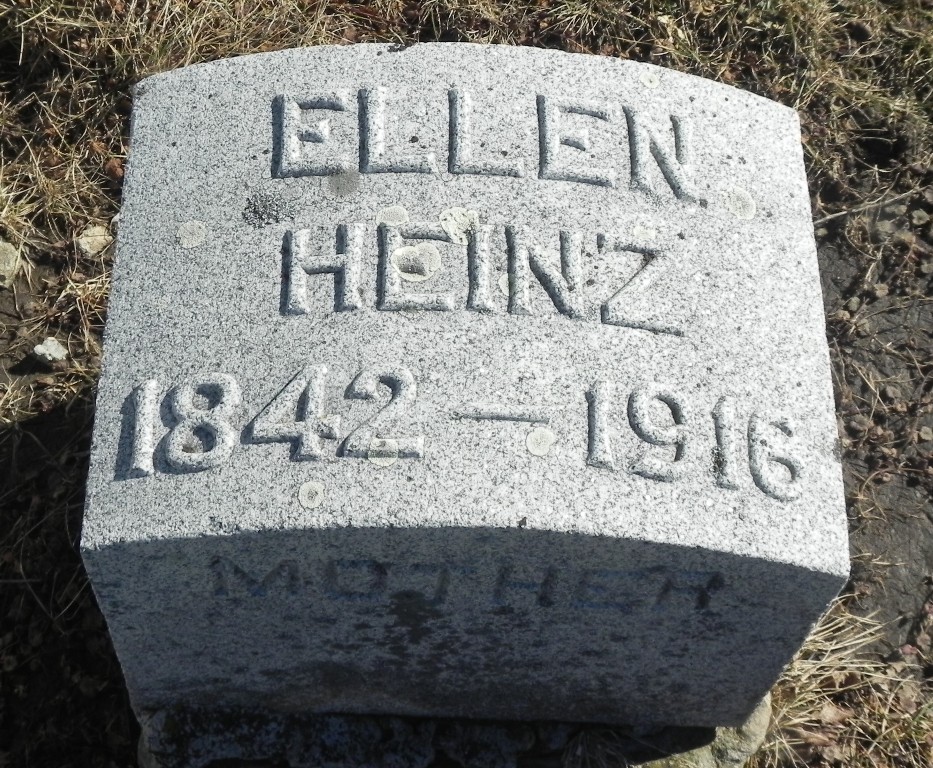 ELLEN
HEINZ
1842 — 1916
MOTHER